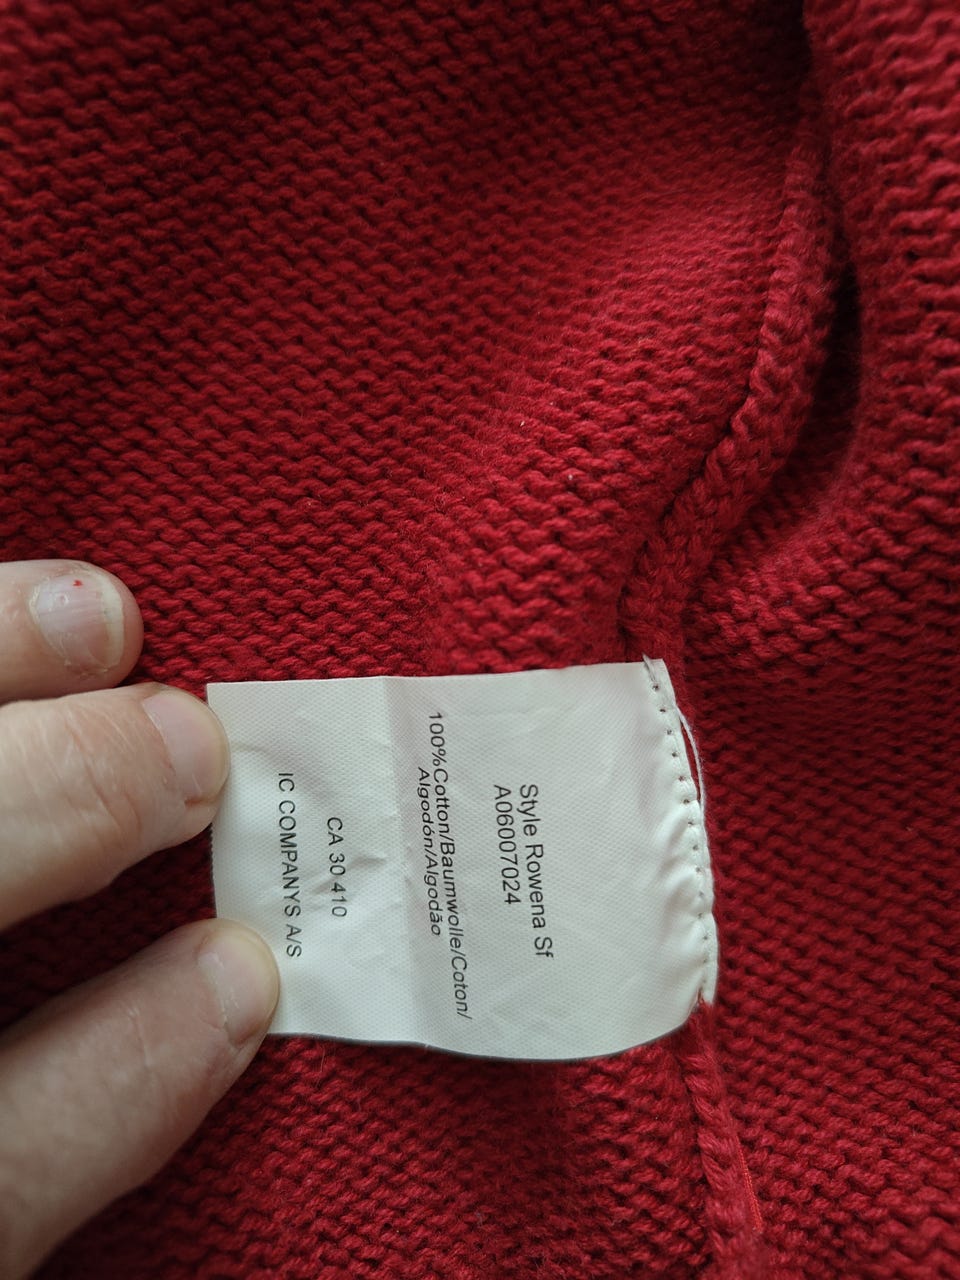 Style Rowena Sf
A06007024
100%Cotton/Baumwolle/Coton/
Algodón/Algodão
CA 30 410
IC COMPANYS A/S